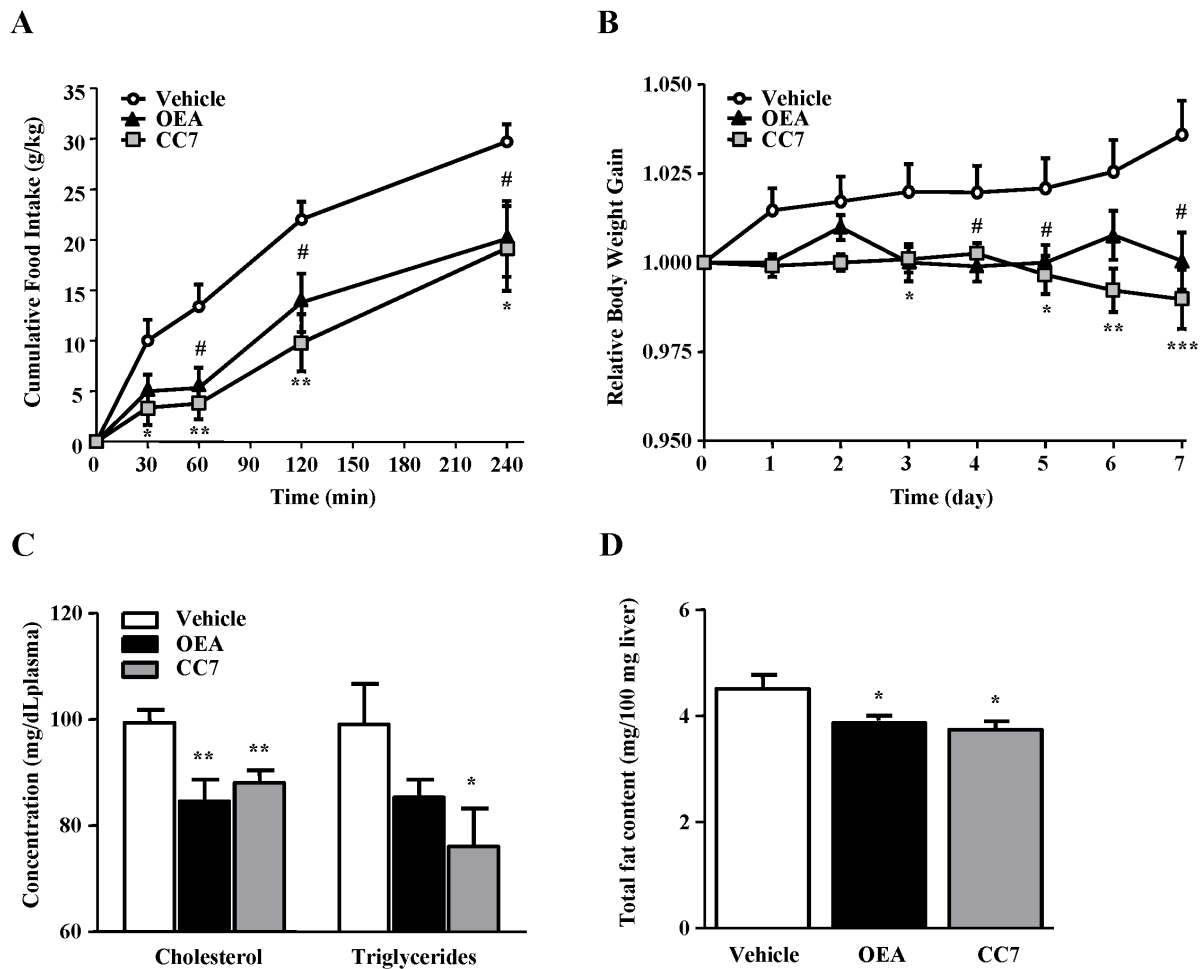 A
Cumulative Food Intake (g/kg)
35
30
25
20
15
10
5
0
Vehicle
OEA
CC7
#
#
#
*
**
**
*
0 30 60 90 120 150 180 210 240
Time (min)
B
Relative Body Weight Gain
1.050
1.025
1.000
0.975
0.950
Vehicle
OEA
CC7
# # #
* * ** ***
0 1 2 3 4 5 6 7
Time (day)
C
Concentration (mg/dLplasma)
120
100
80
60
Vehicle
OEA
CC7
** ** *
Cholesterol Triglycerides
D
Total fat content (mg/100 mg liver)
6
4
2
0
* *
Vehicle OEA CC7